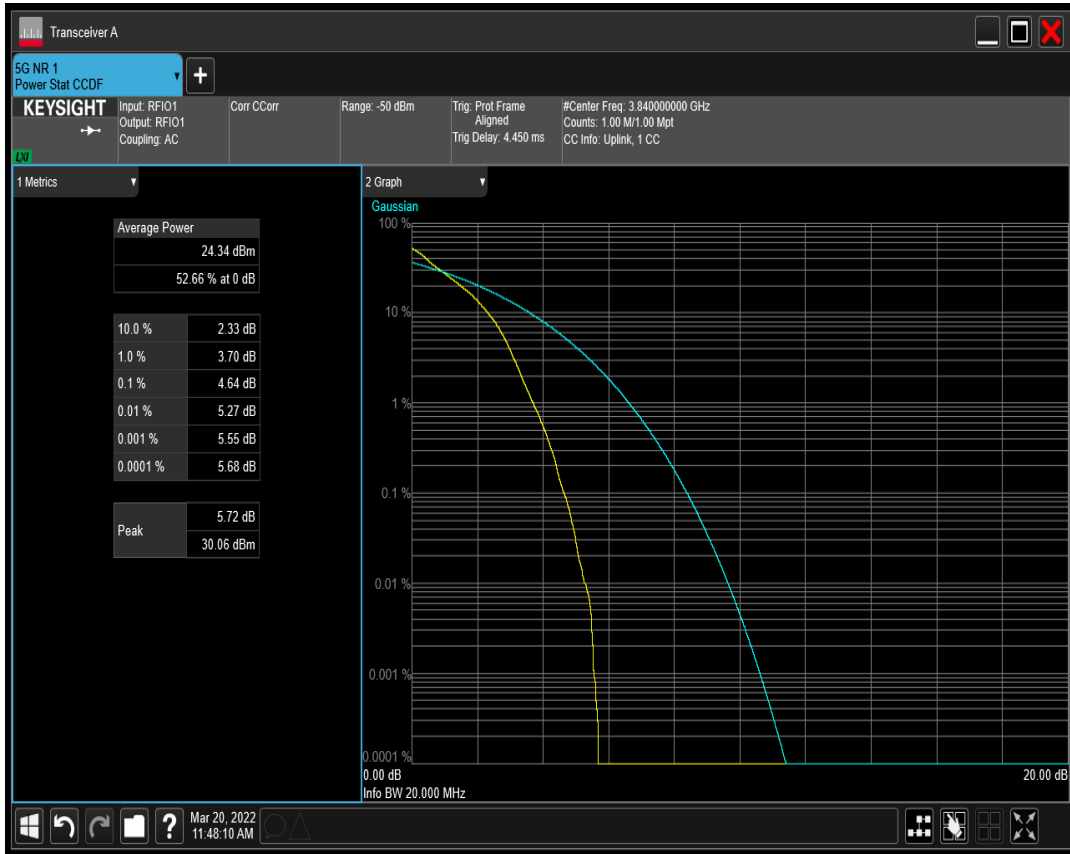 Transceiver A
5G NR 1
Power Stat CCDF
+
KEYSIGHT
LXI
Input: RFIO1
Output: RFIO1
Coupling: AC
Corr CCorr
Range: -50 dBm
Trig: Prot Frame
Aligned
Trig Delay: 4.450 ms
#Center Freq: 3.840000000 GHz
Counts: 1.00 M/1.00 Mpt
CC Info: Uplink, 1 CC
1 Metrics
Average Power
24.34 dBm
52.66 % at 0 dB
10.0 % 2.33 dB
1.0 % 3.70 dB
0.1 % 4.64 dB
0.01 % 5.27 dB
0.001 % 5.55 dB
0.0001 % 5.68 dB
Peak 5.72 dB
30.06 dBm
2 Graph
Gaussian
100 %
10 %
1 %
0.1 %
0.01 %
0.001 %
0.0001 %
0.00 dB 20.00 dB
Info BW 20.000 MHz
?
Mar 20, 2022
11:48:10 AM